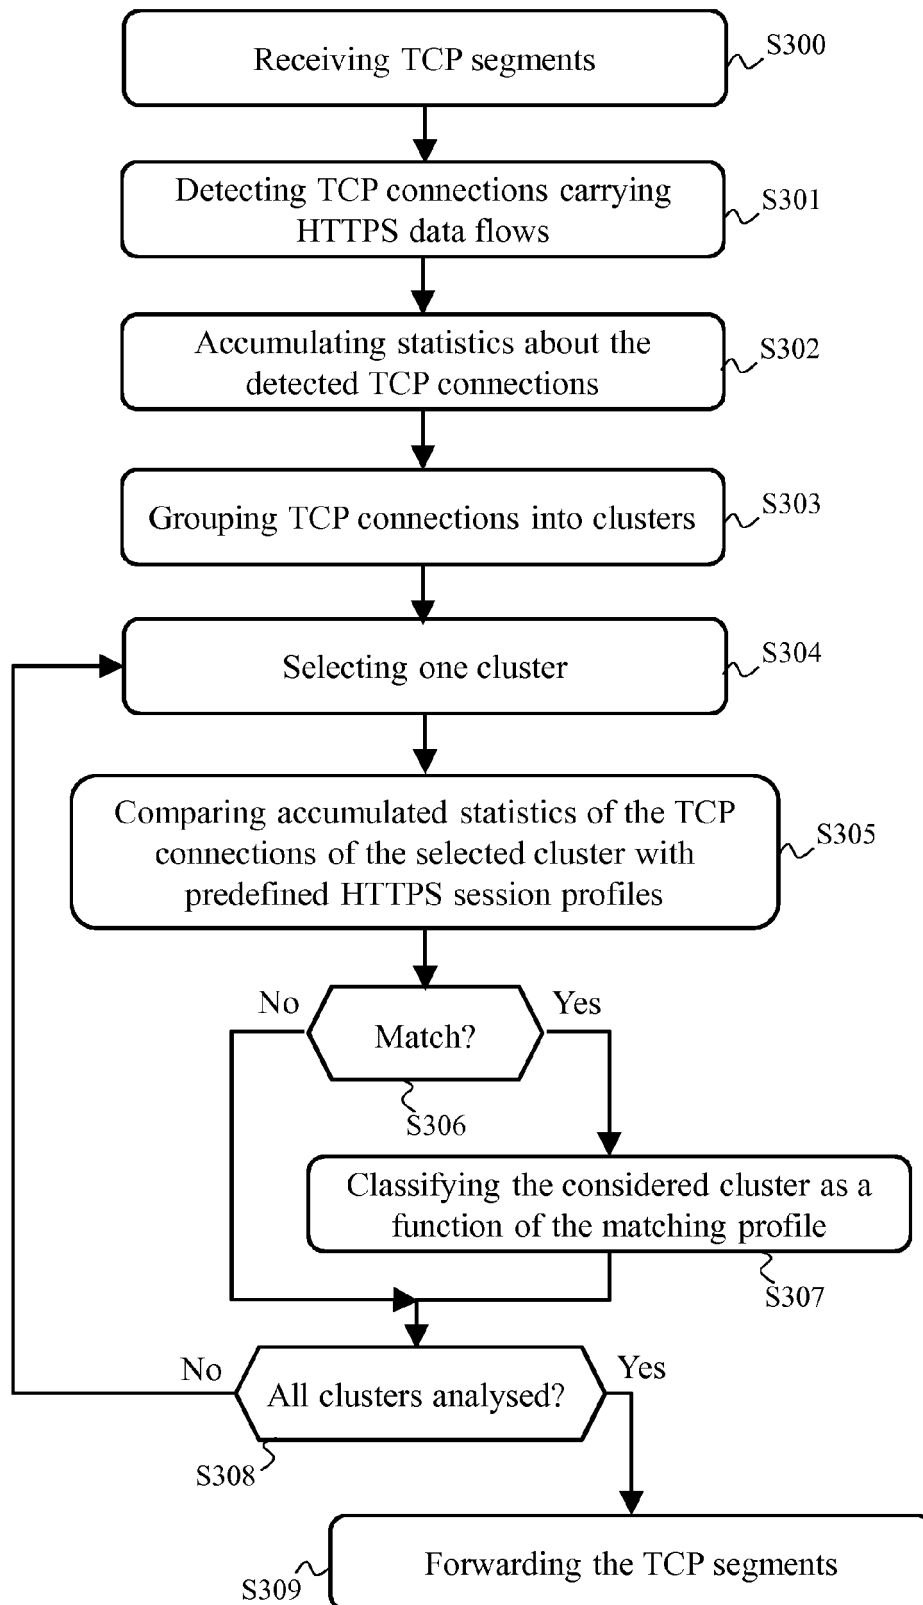 Receiving TCP segments
S300
Detecting TCP connections carrying
HTTPS data flows
S301
Accumulating statistics about the
detected TCP connections
S302
Grouping TCP connections into clusters
S303
Selecting one cluster
S304
Comparing accumulated statistics of the TCP
connections of the selected cluster with
predefined HTTPS session profiles
S305
No
Yes
Match?
S306
Classifying the considered cluster as a
function of the matching profile
S307
No
Yes
All clusters analysed?
S308
Forwarding the TCP segments
S309